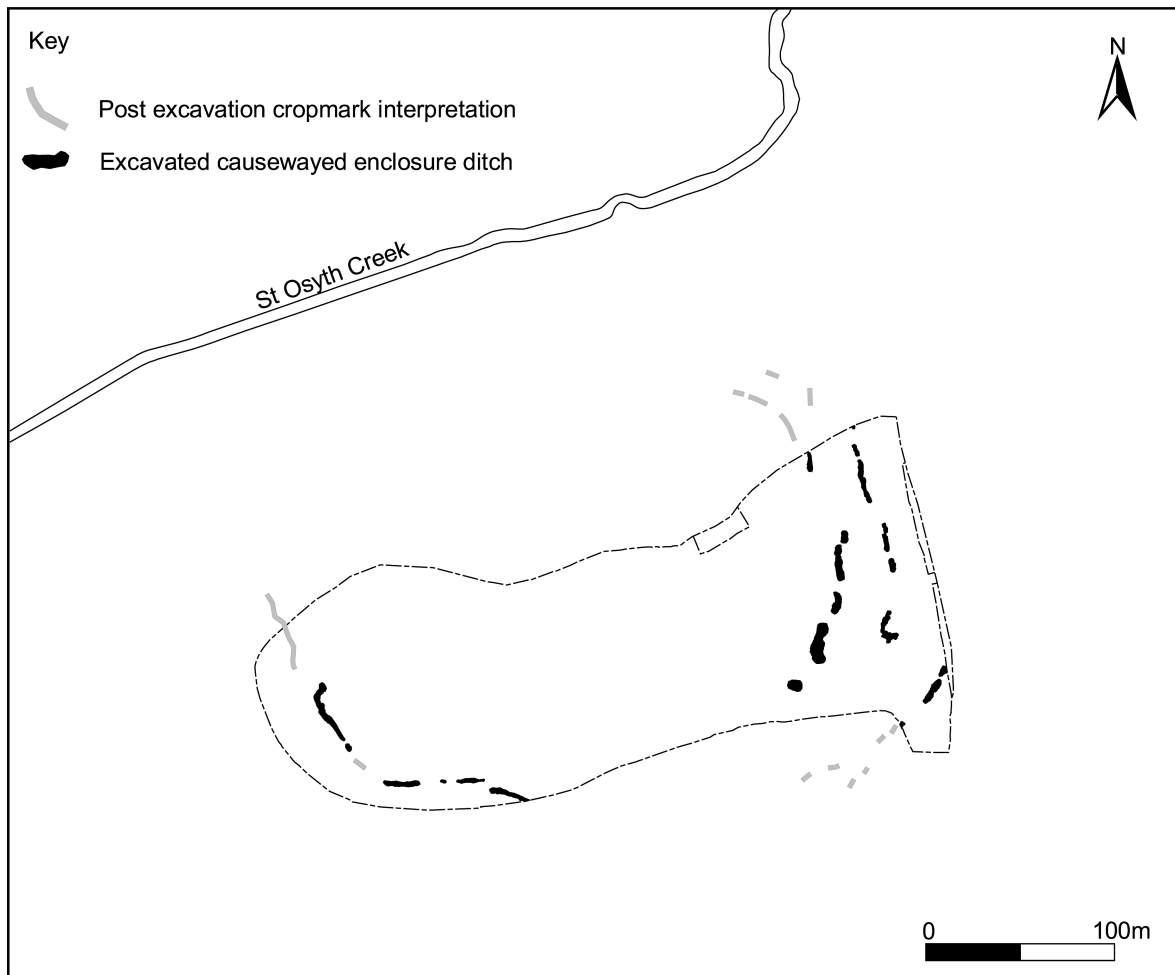 Key
N
Post excavation cropmark interpretation
Excavated causewayed enclosure ditch
St Osyth Creek
0 100m